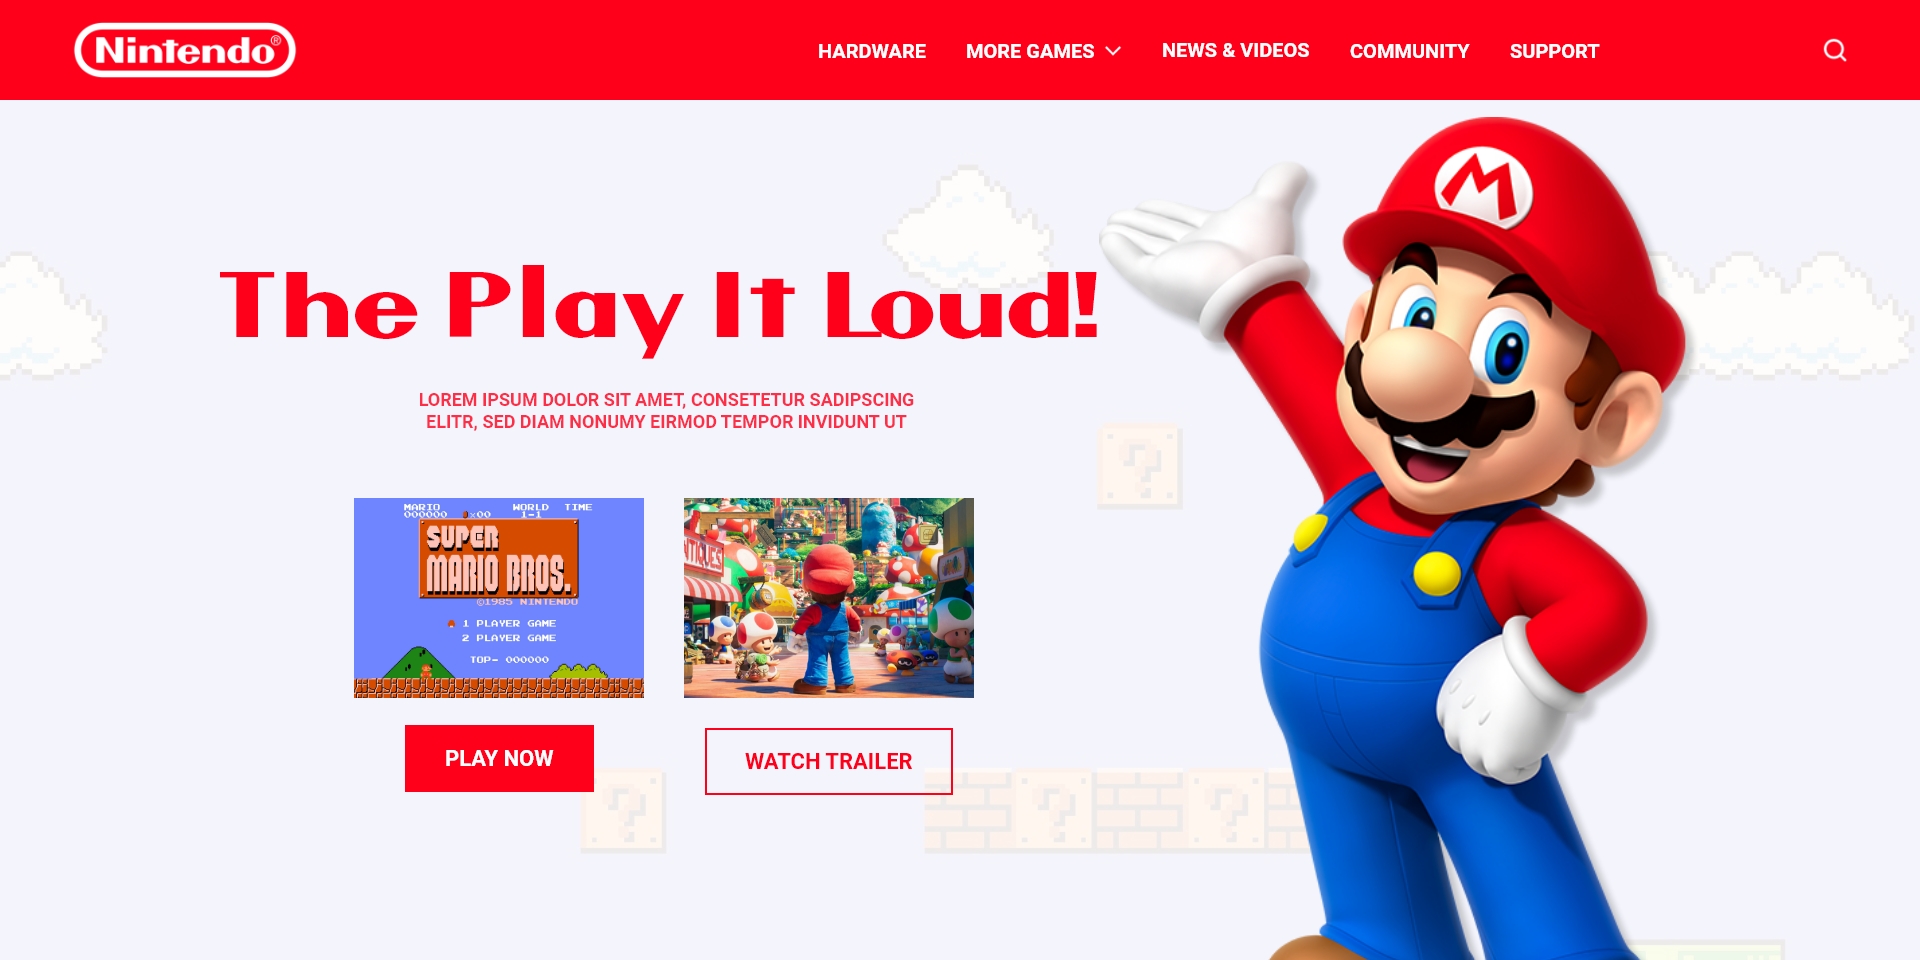 Nintendo®
HARDWARE
MORE GAMES
NEWS & VIDEOS
COMMUNITY
SUPPORT
M
The Play It Loud!
LOREM IPSUM DOLOR SIT AMET, CONSETETUR SADIPSCING
ELITR, SED DIAM NONUMY EIRMOD TEMPOR INVIDUNT UT
MARIO WORLD TIME
000000 x00 1-1
SUPER
MARIO BROS.
©1985 NINTENDO
1 PLAYER GAME
2 PLAYER GAME
TOP- 000000
NTIQUES
PLAY NOW
WATCH TRAILER